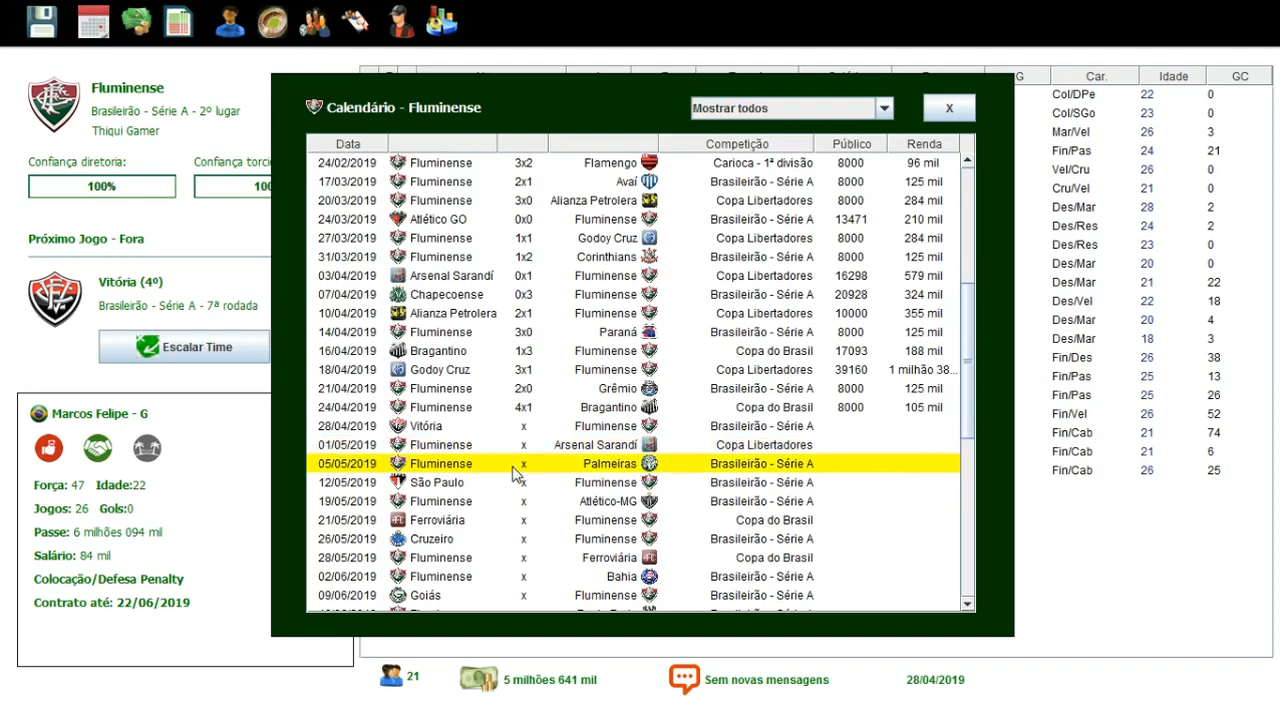 Fluminense
Brasileirão - Série A - 2º lugar
Thiqui Gamer
Confiança diretoria:
Confiança torci
100%
Próximo Jogo - Fora
Vitória (4º)
Brasileirão - Série A - 7ª rodada
Escalar Time
Marcos Felipe - G
Força: 47 Idade:22
Jogos: 26 Gols:0
Passe: 6 milhões 094 mil
Salário: 84 mil
Colocação/Defesa Penalty
Contrato até: 22/06/2019
Calendário - Fluminense
Mostrar todos
X
Data Competição Público Renda
24/02/2019 Fluminense 3x2 Flamengo Carioca - 1ª divisão 8000 96 mil
17/03/2019 Fluminense 2x1 Avaí Brasileirão - Série A 8000 125 mil
20/03/2019 Fluminense 3x0 Alianza Petrolera Copa Libertadores 8000 284 mil
24/03/2019 Atlético GO 0x0 Fluminense Brasileirão - Série A 13471 210 mil
27/03/2019 Fluminense 1x1 Godoy Cruz Copa Libertadores 8000 284 mil
31/03/2019 Fluminense 1x2 Corinthians Brasileirão - Série A 8000 125 mil
03/04/2019 Arsenal Sarandí 0x1 Fluminense Copa Libertadores 16298 579 mil
07/04/2019 Chapecoense 0x3 Fluminense Brasileirão - Série A 20928 324 mil
10/04/2019 Alianza Petrolera 2x1 Fluminense Copa Libertadores 10000 355 mil
14/04/2019 Fluminense 3x0 Paraná Brasileirão - Série A 8000 125 mil
16/04/2019 Bragantino 1x3 Fluminense Copa do Brasil 17093 188 mil
18/04/2019 Godoy Cruz 3x1 Fluminense Copa Libertadores 39160 1 milhão 38...
21/04/2019 Fluminense 2x0 Grêmio Brasileirão - Série A 8000 125 mil
24/04/2019 Fluminense 4x1 Bragantino Copa do Brasil 8000 105 mil
28/04/2019 Vitória x Fluminense Brasileirão - Série A
01/05/2019 Fluminense x Arsenal Sarandí Copa Libertadores
05/05/2019 Fluminense x Palmeiras Brasileirão - Série A
12/05/2019 São Paulo x Fluminense Brasileirão - Série A
19/05/2019 Fluminense x Atlético-MG Brasileirão - Série A
21/05/2019 Ferroviária x Fluminense Copa do Brasil
26/05/2019 Cruzeiro x Fluminense Brasileirão - Série A
28/05/2019 Fluminense x Ferroviária Copa do Brasil
02/06/2019 Fluminense x Bahia Brasileirão - Série A
09/06/2019 Goiás x Fluminense Brasileirão - Série A
G Car. Idade GC
Col/DPe 22 0
Col/SGo 23 0
Mar/Vel 26 3
Fin/Pas 24 21
Vel/Cru 26 0
Cru/Vel 21 0
Des/Mar 28 2
Des/Res 24 2
Des/Res 23 0
Des/Mar 20 0
Des/Mar 21 22
Des/Vel 22 18
Des/Mar 20 4
Des/Mar 18 3
Fin/Des 26 38
Fin/Pas 25 13
Fin/Pas 25 26
Fin/Vel 26 52
Fin/Cab 21 74
Fin/Cab 21 6
Fin/Cab 26 25
21
5 milhões 641 mil
Sem novas mensagens
28/04/2019